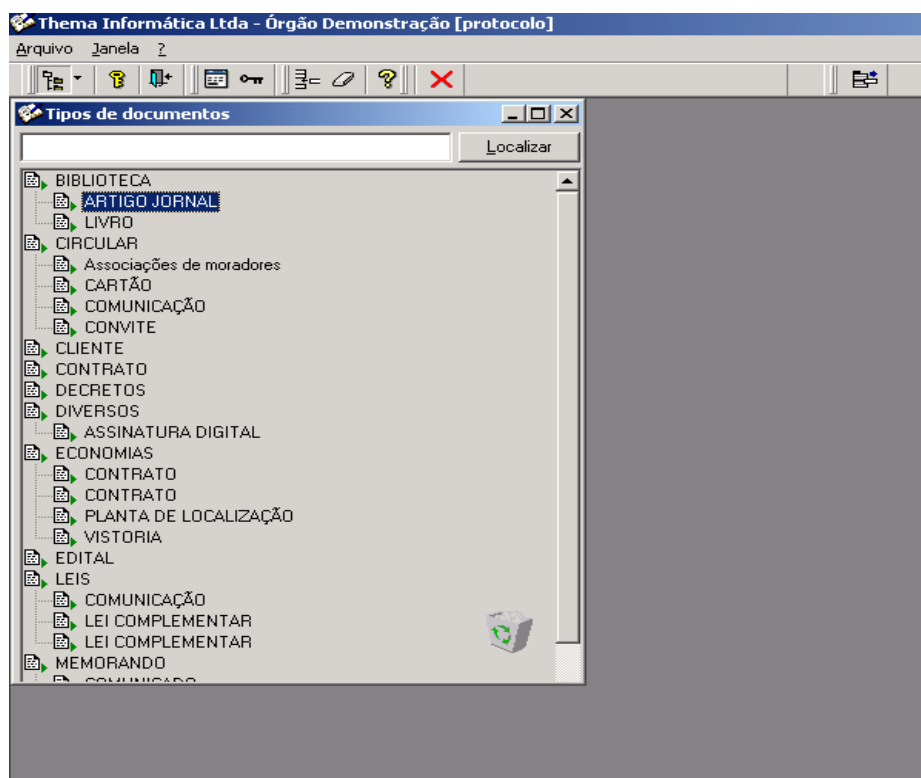 Thema Informática Ltda - Órgão Demonstração [protocolo]
Arquivo Janela ?
Tipos de documentos
Localizar
BIBLIOTECA
ARTIGO JORNAL
LIVRO
CIRCULAR
Associações de moradores
CARTÃO
COMUNICAÇÃO
CONVITE
CLIENTE
CONTRATO
DECRETOS
DIVERSOS
ASSINATURA DIGITAL
ECONOMIAS
CONTRATO
CONTRATO
PLANTA DE LOCALIZAÇÃO
VISTORIA
EDITAL
LEIS
COMUNICAÇÃO
LEI COMPLEMENTAR
LEI COMPLEMENTAR
MEMORANDO